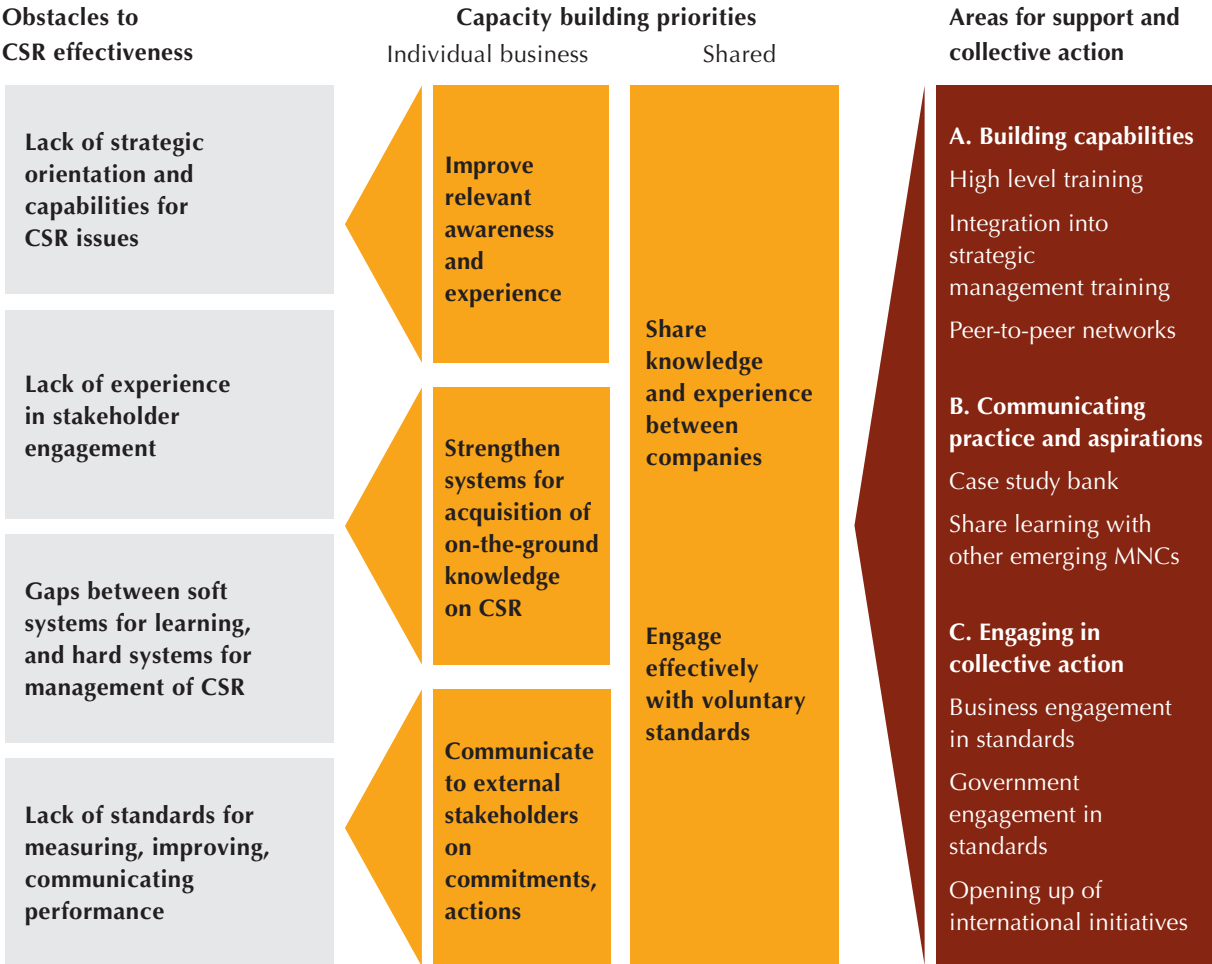 Obstacles to
CSR effectiveness
Capacity building priorities
Individual business
Shared
Areas for support and
collective action
Lack of strategic
orientation and
capabilities for
CSR issues
Lack of experience
in stakeholder
engagement
Gaps between soft
systems for learning,
and hard systems for
management of CSR
Lack of standards for
measuring, improving,
communicating
performance
Improve
relevant
awareness
and
experience
Strengthen
systems for
acquisition of
on-the-ground
knowledge
on CSR
Communicate
to external
stakeholders
on
commitments,
actions
Share
knowledge
and experience
between
companies
Engage
effectively
with voluntary
standards
A. Building capabilities
High level training
Integration into
strategic
management training
Peer-to-peer networks
B. Communicating
practice and aspirations
Case study bank
Share learning with
other emerging MNCs
C. Engaging in
collective action
Business engagement
in standards
Government
engagement in
standards
Opening up of
international initiatives